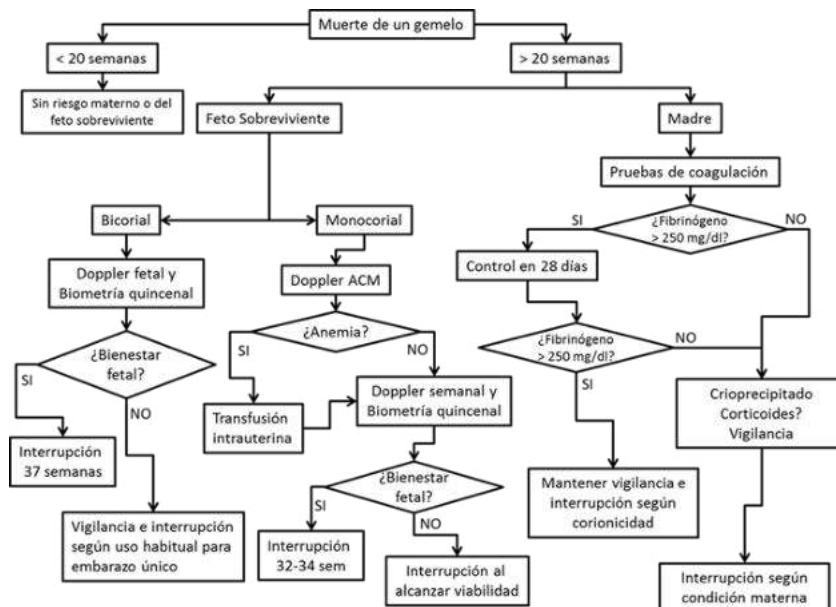 Muerte de un gemelo
< 20 semanas
> 20 semanas
Sin riesgo materno o del
feto sobreviviente
Feto Sobreviviente
Madre
Pruebas de coagulación
Bicorial
Monocorial
SI
¿Fibrinógeno
> 250 mg/dl?
NO
Doppler fetal y
Biometría quincenal
Doppler ACM
Control en 28 días
¿Anemia?
¿Fibrinógeno
> 250 mg/dl?
NO
¿Bienestar
fetal?
SI
NO
SI
SI
NO
Transfusión
intrauterina
Doppler semanal y
Biometría quincenal
Crioprecipitado
Corticoides?
Vigilancia
Interrupción
37 semanas
¿Bienestar
fetal?
Mantener vigilancia e
interrupción según
corionicidad
SI
NO
Vigilancia e interrupción
según uso habitual para
embarazo único
Interrupción
32-34 sem
Interrupción al
alcanzar viabilidad
Interrupción según
condición materna